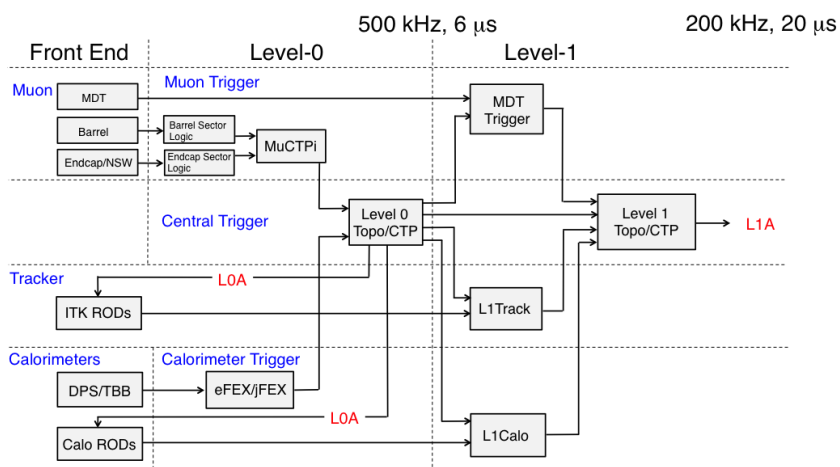 500 kHz, 6 μs
200 kHz, 20 μs
Front End
Level-0
Level-1
Muon
Muon Trigger
MDT
MDT
Trigger
Barrel
Barrel Sector
Logic
MuCTPi
Endcap/NSW
Endcap Sector
Logic
Central Trigger
Level 0
Topo/CTP
Level 1
Topo/CTP
L1A
Tracker
L0A
ITK RODs
L1Track
Calorimeters
Calorimeter Trigger
DPS/TBB
eFEX/jFEX
L0A
Calo RODs
L1Calo